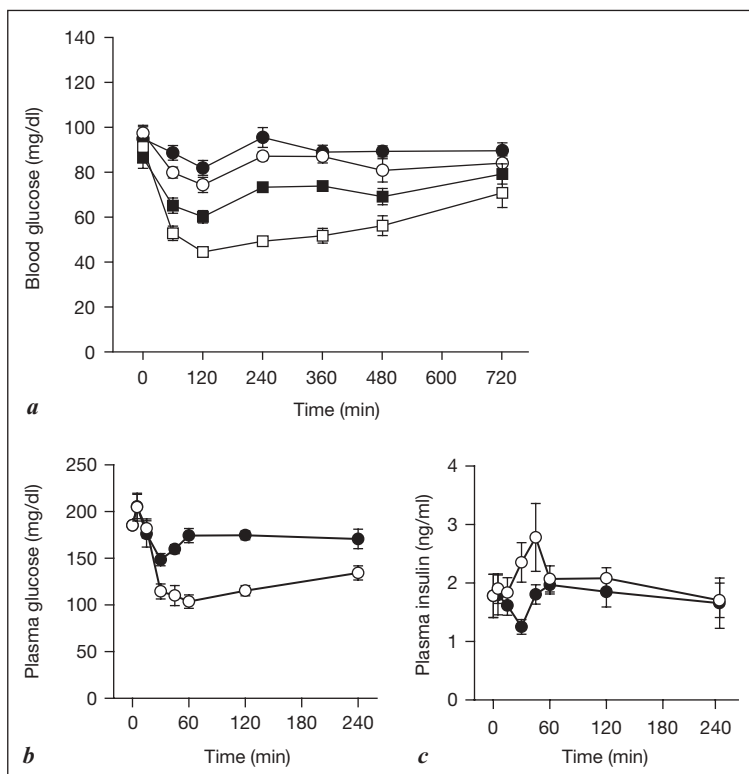 140
120
100
80
60
40
20
0
Blood glucose (mg/dl)
0 120 240 360 480 600 720
Time (min)
a
250
200
150
100
50
0
Plasma glucose (mg/dl)
0 60 120 180 240
Time (min)
b
4
3
2
1
0
Plasma insulin (ng/ml)
0 60 120 180 240
Time (min)
c